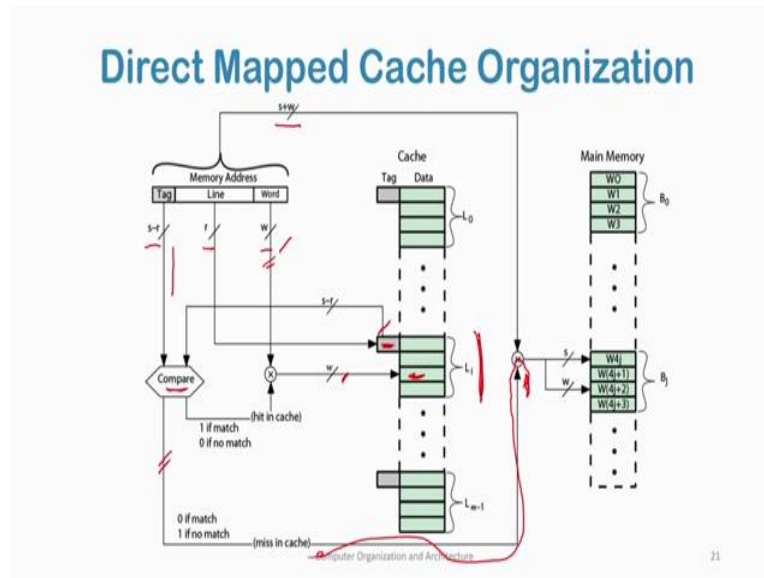 Direct Mapped Cache Organization
s+w
Cache
Main Memory
Memory Address
Tag Data
Tag Line Word
W0
W1
W2
W3
B0
L0
s–r
r
w
s–r
Li
w
Compare
(hit in cache)
1 if match
0 if no match
s
w
W4j
W(4j+1)
W(4j+2)
W(4j+3)
Bj
Lm–1
0 if match
1 if no match
(miss in cache)
Computer Organization and Architecture
21